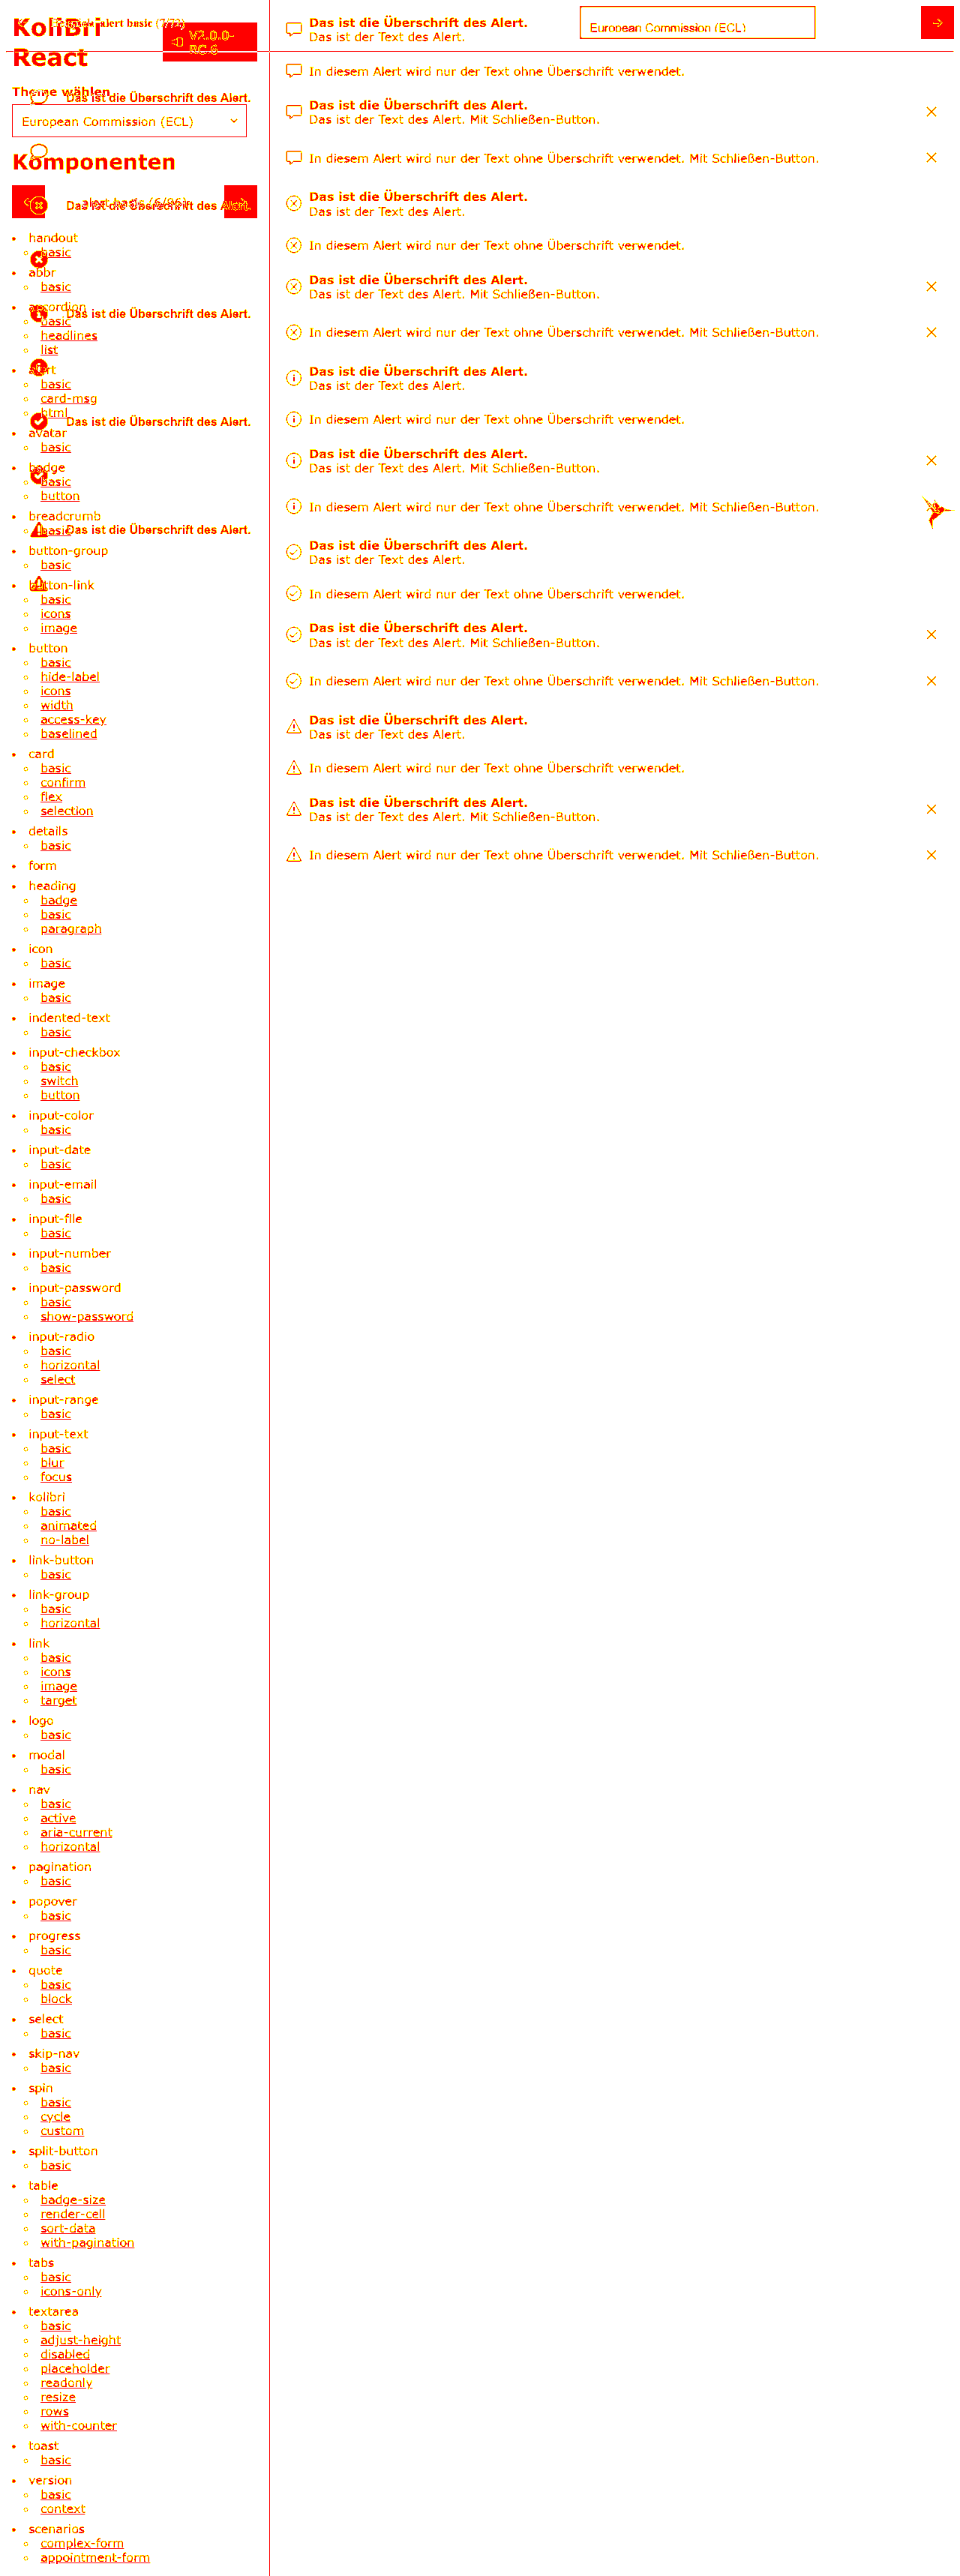 KoliBri React
V2.0.0-RC.6
Theme wählen
European Commission (ECL)
Komponenten
alert basic (6/96)
handout
basic
abbr
basic
accordion
basic
headlines
list
alert
basic
card-msg
html
avatar
basic
badge
basic
button
breadcrumb
basic
button-group
basic
button-link
basic
icons
image
button
basic
hide-label
icons
width
access-key
baselined
card
basic
confirm
flex
selection
details
basic
form
heading
badge
basic
paragraph
icon
basic
image
basic
indented-text
basic
input-checkbox
basic
switch
button
input-color
basic
input-date
basic
input-email
basic
input-file
basic
input-number
basic
input-password
basic
show-password
input-radio
basic
horizontal
select
input-range
basic
input-text
basic
blur
focus
kolibri
basic
animated
no-label
link-button
basic
link-group
basic
horizontal
link
basic
icons
image
target
logo
basic
modal
basic
nav
basic
active
aria-current
horizontal
pagination
basic
popover
basic
progress
basic
quote
basic
block
select
basic
skip-nav
basic
spin
basic
cycle
custom
split-button
basic
table
badge-size
render-cell
sort-data
with-pagination
tabs
basic
icons-only
textarea
basic
adjust-height
disabled
placeholder
readonly
resize
rows
with-counter
toast
basic
version
basic
context
scenarios
complex-form
appointment-form
alert basic
Das ist die Überschrift des Alert.
Das ist die Überschrift des Alert.
Das ist die Überschrift des Alert.
Das ist die Überschrift des Alert.
Das ist die Überschrift des Alert.
European Commission (ECL)
Das ist die Überschrift des Alert.
Das ist der Text des Alert.
In diesem Alert wird nur der Text ohne Überschrift verwendet.
Das ist die Überschrift des Alert.
Das ist der Text des Alert. Mit Schließen-Button.
In diesem Alert wird nur der Text ohne Überschrift verwendet. Mit Schließen-Button.
Das ist die Überschrift des Alert.
Das ist der Text des Alert.
In diesem Alert wird nur der Text ohne Überschrift verwendet.
Das ist die Überschrift des Alert.
Das ist der Text des Alert. Mit Schließen-Button.
In diesem Alert wird nur der Text ohne Überschrift verwendet. Mit Schließen-Button.
Das ist die Überschrift des Alert.
Das ist der Text des Alert.
In diesem Alert wird nur der Text ohne Überschrift verwendet.
Das ist die Überschrift des Alert.
Das ist der Text des Alert. Mit Schließen-Button.
In diesem Alert wird nur der Text ohne Überschrift verwendet. Mit Schließen-Button.
Das ist die Überschrift des Alert.
Das ist der Text des Alert.
In diesem Alert wird nur der Text ohne Überschrift verwendet.
Das ist die Überschrift des Alert.
Das ist der Text des Alert. Mit Schließen-Button.
In diesem Alert wird nur der Text ohne Überschrift verwendet. Mit Schließen-Button.
Das ist die Überschrift des Alert.
Das ist der Text des Alert.
In diesem Alert wird nur der Text ohne Überschrift verwendet.
Das ist die Überschrift des Alert.
Das ist der Text des Alert. Mit Schließen-Button.
In diesem Alert wird nur der Text ohne Überschrift verwendet. Mit Schließen-Button.